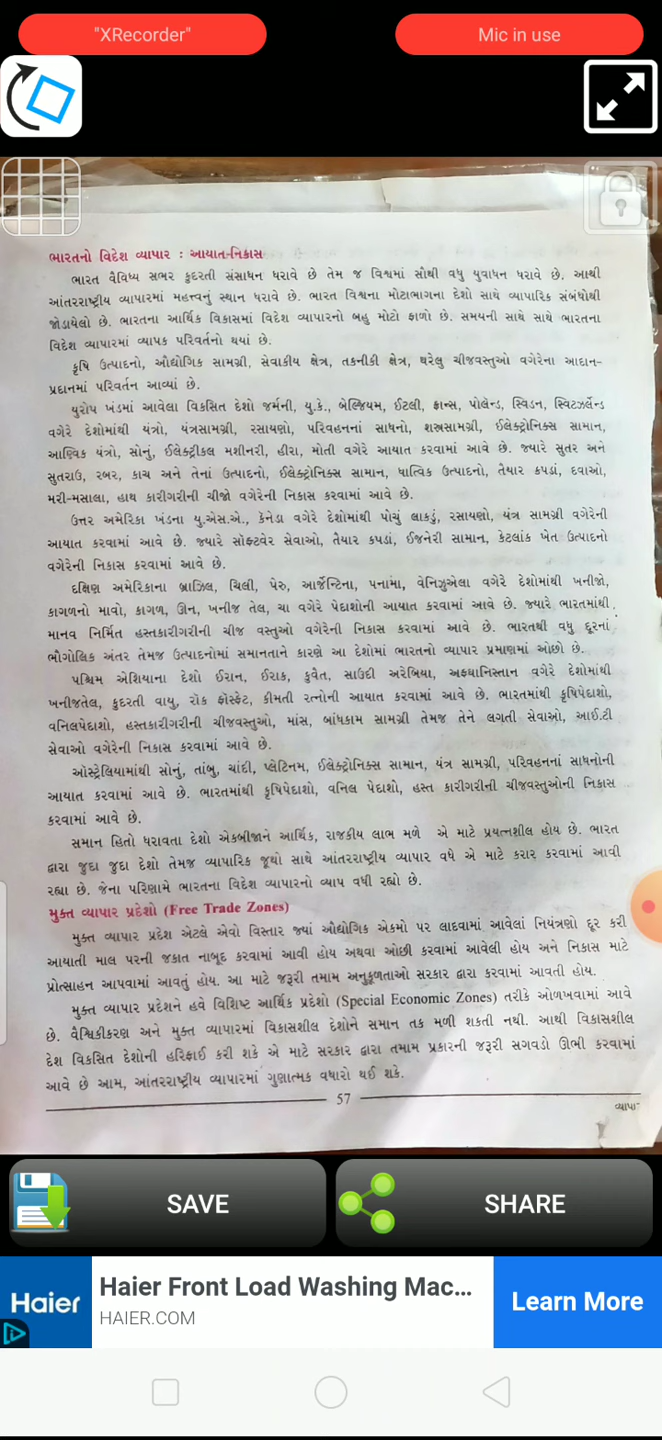 "XRecorder"
Mic in use
ભારતનો વિદેશ વ્યાપાર : આયાત-નિકાસ
ભારત વૈવિધ્ય સભર કુદરતી સંસાધન ધરાવે છે તેમ જ વિશ્વમાં સૌથી વધુ યુવાધન ધરાવે છે. આથી
આંતરરાષ્ટ્રીય વ્યાપારમાં મહત્ત્વનું સ્થાન ધરાવે છે. ભારત વિશ્વના મોટાભાગના દેશો સાથે વ્યાપારિક સંબંધોથી
જોડાયેલો છે. ભારતના આર્થિક વિકાસમાં વિદેશ વ્યાપારનો બહુ મોટો ફાળો છે. સમયની સાથે સાથે ભારતના
વિદેશ વ્યાપારમાં વ્યાપક પરિવર્તનો થયાં છે.
કૃષિ ઉત્પાદનો, ઔદ્યોગિક સામગ્રી, સેવાકીય ક્ષેત્ર, તકનીકી ક્ષેત્ર, ઘરેલુ ચીજવસ્તુઓ વગેરેના આદાન-
પ્રદાનમાં પરિવર્તન આવ્યાં છે.
યુરોપ ખંડમાં આવેલા વિકસિત દેશો જર્મની, યુ.કે., બેલ્જિયમ, ઈટલી, ફ્રાન્સ, પોલેન્ડ, સ્વિડન, સ્વિટઝર્લેન્ડ
વગેરે દેશોમાંથી યંત્રો, યંત્રસામગ્રી, રસાયણો, પરિવહનનાં સાધનો, શસ્ત્રસામગ્રી, ઈલેક્ટ્રોનિક્સ સામાન,
આણ્વિક યંત્રો, સોનું, ઈલેક્ટ્રીકલ મશીનરી, હીરા, મોતી વગેરે આયાત કરવામાં આવે છે. જ્યારે સુતર અને
સુતરાઉ, રબર, કાચ અને તેનાં ઉત્પાદનો, ઈલેક્ટ્રોનિક્સ સામાન, ધાત્વિક ઉત્પાદનો, તૈયાર કપડાં, દવાઓ,
મરી-મસાલા, હાથ કારીગરીની ચીજો વગેરેની નિકાસ કરવામાં આવે છે.
ઉત્તર અમેરિકા ખંડના યુ.એસ.એ., કેનેડા વગેરે દેશોમાંથી પોચું લાકડું, રસાયણો, યંત્ર સામગ્રી વગેરેની
આયાત કરવામાં આવે છે. જ્યારે સૉફ્ટવેર સેવાઓ, તૈયાર કપડાં, ઈજનેરી સામાન, કેટલાંક ખેત ઉત્પાદનો
વગેરેની નિકાસ કરવામાં આવે છે.
દક્ષિણ અમેરિકાના બ્રાઝિલ, ચિલી, પેરુ, આર્જેન્ટિના, પનામા, વેનિઝુએલા વગેરે દેશોમાંથી ખનીજો,
કાગળનો માવો, કાગળ, ઊન, ખનીજ તેલ, ચા વગેરે પેદાશોની આયાત કરવામાં આવે છે. જ્યારે ભારતમાંથી
માનવ નિર્મિત હસ્તકારીગરીની ચીજ વસ્તુઓ વગેરેની નિકાસ કરવામાં આવે છે. ભારતથી વધુ દૂરનાં
ભૌગોલિક અંતર તેમજ ઉત્પાદનોમાં સમાનતાને કારણે આ દેશોમાં ભારતનો વ્યાપાર પ્રમાણમાં ઓછો છે.
પશ્ચિમ એશિયાના દેશો ઈરાન, ઈરાક, કુવૈત, સાઉદી અરેબિયા, અફઘાનિસ્તાન વગેરે દેશોમાંથી
ખનીજતેલ, કુદરતી વાયુ, રૉક ફૉસ્ફેટ, કીમતી રત્નોની આયાત કરવામાં આવે છે. ભારતમાંથી કૃષિપેદાશો,
વનિલપેદાશો, હસ્તકારીગરીની ચીજવસ્તુઓ, માંસ, બાંધકામ સામગ્રી તેમજ તેને લગતી સેવાઓ, આઈ.ટી
સેવાઓ વગેરેની નિકાસ કરવામાં આવે છે.
ઓસ્ટ્રેલિયામાંથી સોનું, તાંબુ, ચાંદી, પ્લેટિનમ, ઈલેક્ટ્રોનિક્સ સામાન, યંત્ર સામગ્રી, પરિવહનનાં સાધનોની
આયાત કરવામાં આવે છે. ભારતમાંથી કૃષિપેદાશો, વનિલ પેદાશો, હસ્ત કારીગરીની ચીજવસ્તુઓની નિકાસ
કરવામાં આવે છે.
સમાન હિતો ધરાવતા દેશો એકબીજાને આર્થિક, રાજકીય લાભ મળે એ માટે પ્રયત્નશીલ હોય છે. ભારત
દ્વારા જુદા જુદા દેશો તેમજ વ્યાપારિક જૂથો સાથે આંતરરાષ્ટ્રીય વ્યાપાર વધે એ માટે કરાર કરવામાં આવી
રહ્યા છે. જેના પરિણામે ભારતના વિદેશ વ્યાપારનો વ્યાપ વધી રહ્યો છે.
મુક્ત વ્યાપાર પ્રદેશો (Free Trade Zones)
મુક્ત વ્યાપાર પ્રદેશ એટલે એવો વિસ્તાર જ્યાં ઔદ્યોગિક એકમો પર લાદવામાં આવેલાં નિયંત્રણો દૂર કરી
આયાતી માલ પરની જકાત નાબૂદ કરવામાં આવી હોય અથવા ઓછી કરવામાં આવેલી હોય અને નિકાસ માટે
પ્રોત્સાહન આપવામાં આવતું હોય. આ માટે જરૂરી તમામ અનુકૂળતાઓ સરકાર દ્વારા કરવામાં આવતી હોય.
મુક્ત વ્યાપાર પ્રદેશને હવે વિશિષ્ટ આર્થિક પ્રદેશો (Special Economic Zones) તરીકે ઓળખવામાં આવે
છે. વૈશ્વિકીકરણ અને મુક્ત વ્યાપારમાં વિકાસશીલ દેશોને સમાન તક મળી શકતી નથી. આથી વિકાસશીલ
દેશ વિકસિત દેશોની હરિફાઈ કરી શકે એ માટે સરકાર દ્વારા તમામ પ્રકારની જરૂરી સગવડો ઊભી કરવામાં
આવે છે આમ, આંતરરાષ્ટ્રીય વ્યાપારમાં ગુણાત્મક વધારો થઈ શકે.
57
વ્યાપા
SAVE
SHARE
Haier
Haier Front Load Washing Mac...
HAIER.COM
Learn More